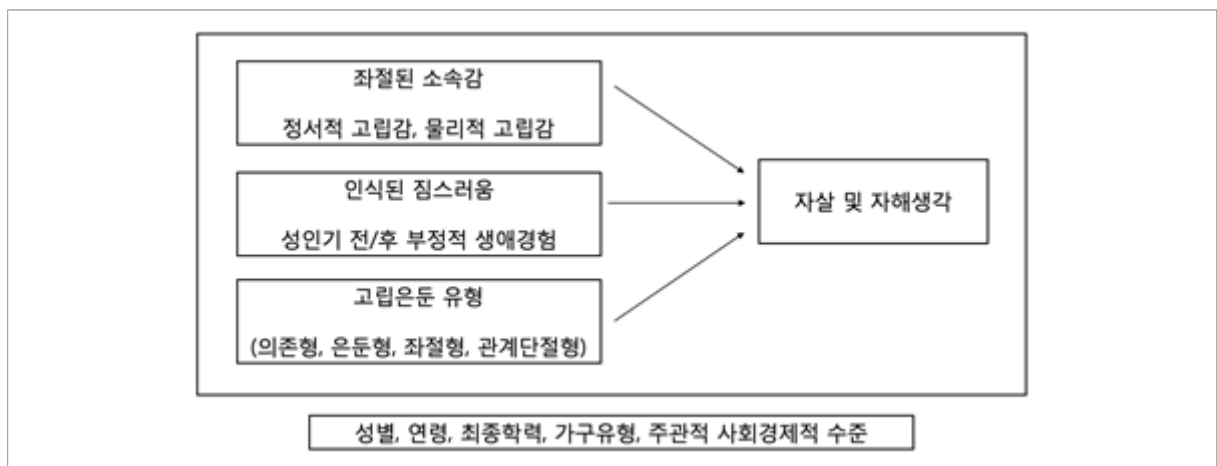 좌절된 소속감
정서적 고립감, 물리적 고립감
인식된 짐스러움
성인기 전/후 부정적 생애경험
고립은둔 유형
(의존형, 은둔형, 좌절형, 관계단절형)
자살 및 자해생각
성별, 연령, 최종학력, 가구유형, 주관적 사회경제적 수준